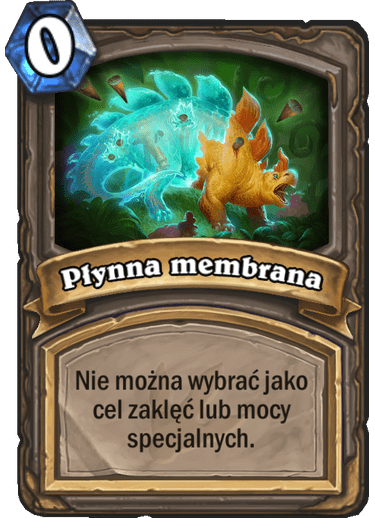 0
Płynna membrana
Nie można wybrać jako
cel zaklęć lub mocy
specjalnych.